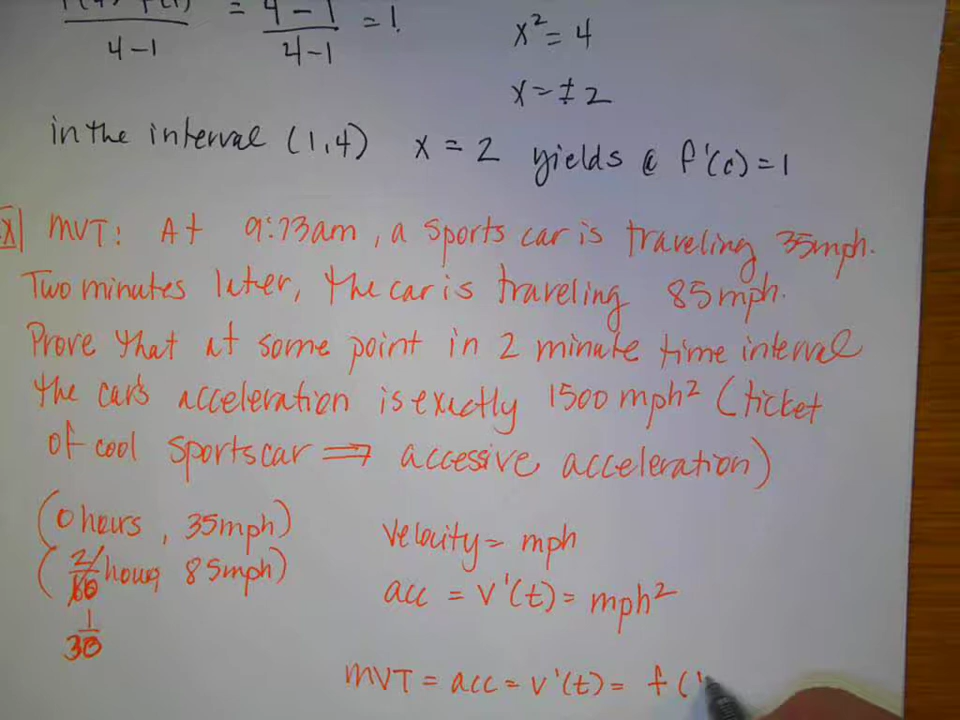 4-1
4-1
4-1
= 1.
x² = 4
x = ± 2
in the interval (1,4) x = 2 yields @ f'(c) = 1
MVT: At 9:13am, a sports car is traveling 35mph.
Two minutes later, the car is traveling 85mph.
Prove that at some point in 2 minute time interval
the car's acceleration is exactly 1500 mph² (ticket
of cool sportscar ⟹ accessive acceleration)
(0 hours, 35mph)
(2/60 hour, 85mph)
1/30
velocity = mph
acc = v'(t) = mph²
MVT = acc = v'(t) = f(